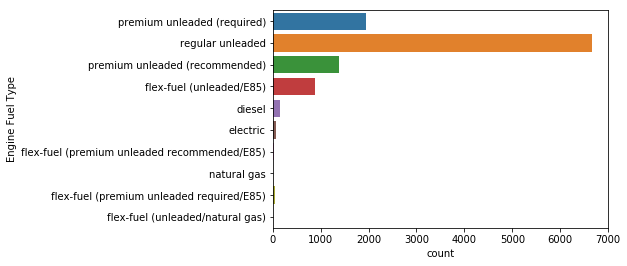 premium unleaded (required)
regular unleaded
premium unleaded (recommended)
flex-fuel (unleaded/E85)
diesel
electric
flex-fuel (premium unleaded recommended/E85)
natural gas
flex-fuel (premium unleaded required/E85)
flex-fuel (unleaded/natural gas)
Engine Fuel Type
0 1000 2000 3000 4000 5000 6000 7000
count